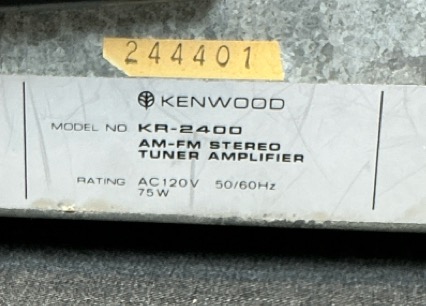 244401
KENWOOD
MODEL NO. KR-2400
AM-FM STEREO
TUNER AMPLIFIER
RATING AC120V 50/60Hz
75W